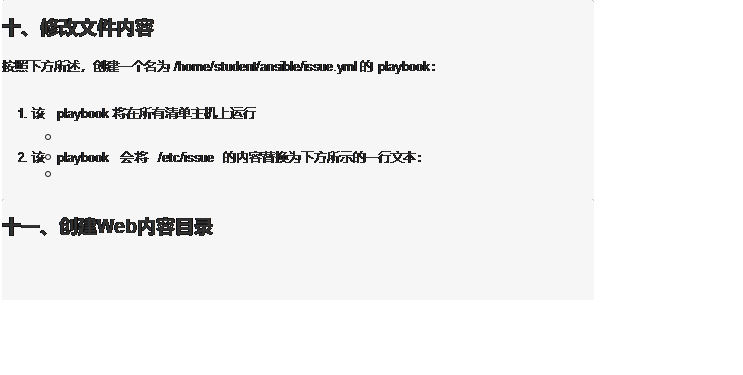 十、修改文件内容
按照下方所述，创建一个名为 /home/student/ansible/issue.yml 的 playbook：
1. 该 playbook 将在所有清单主机上运行
2. 该 playbook 会将 /etc/issue 的内容替换为下方所示的一行文本：
十一、创建Web内容目录